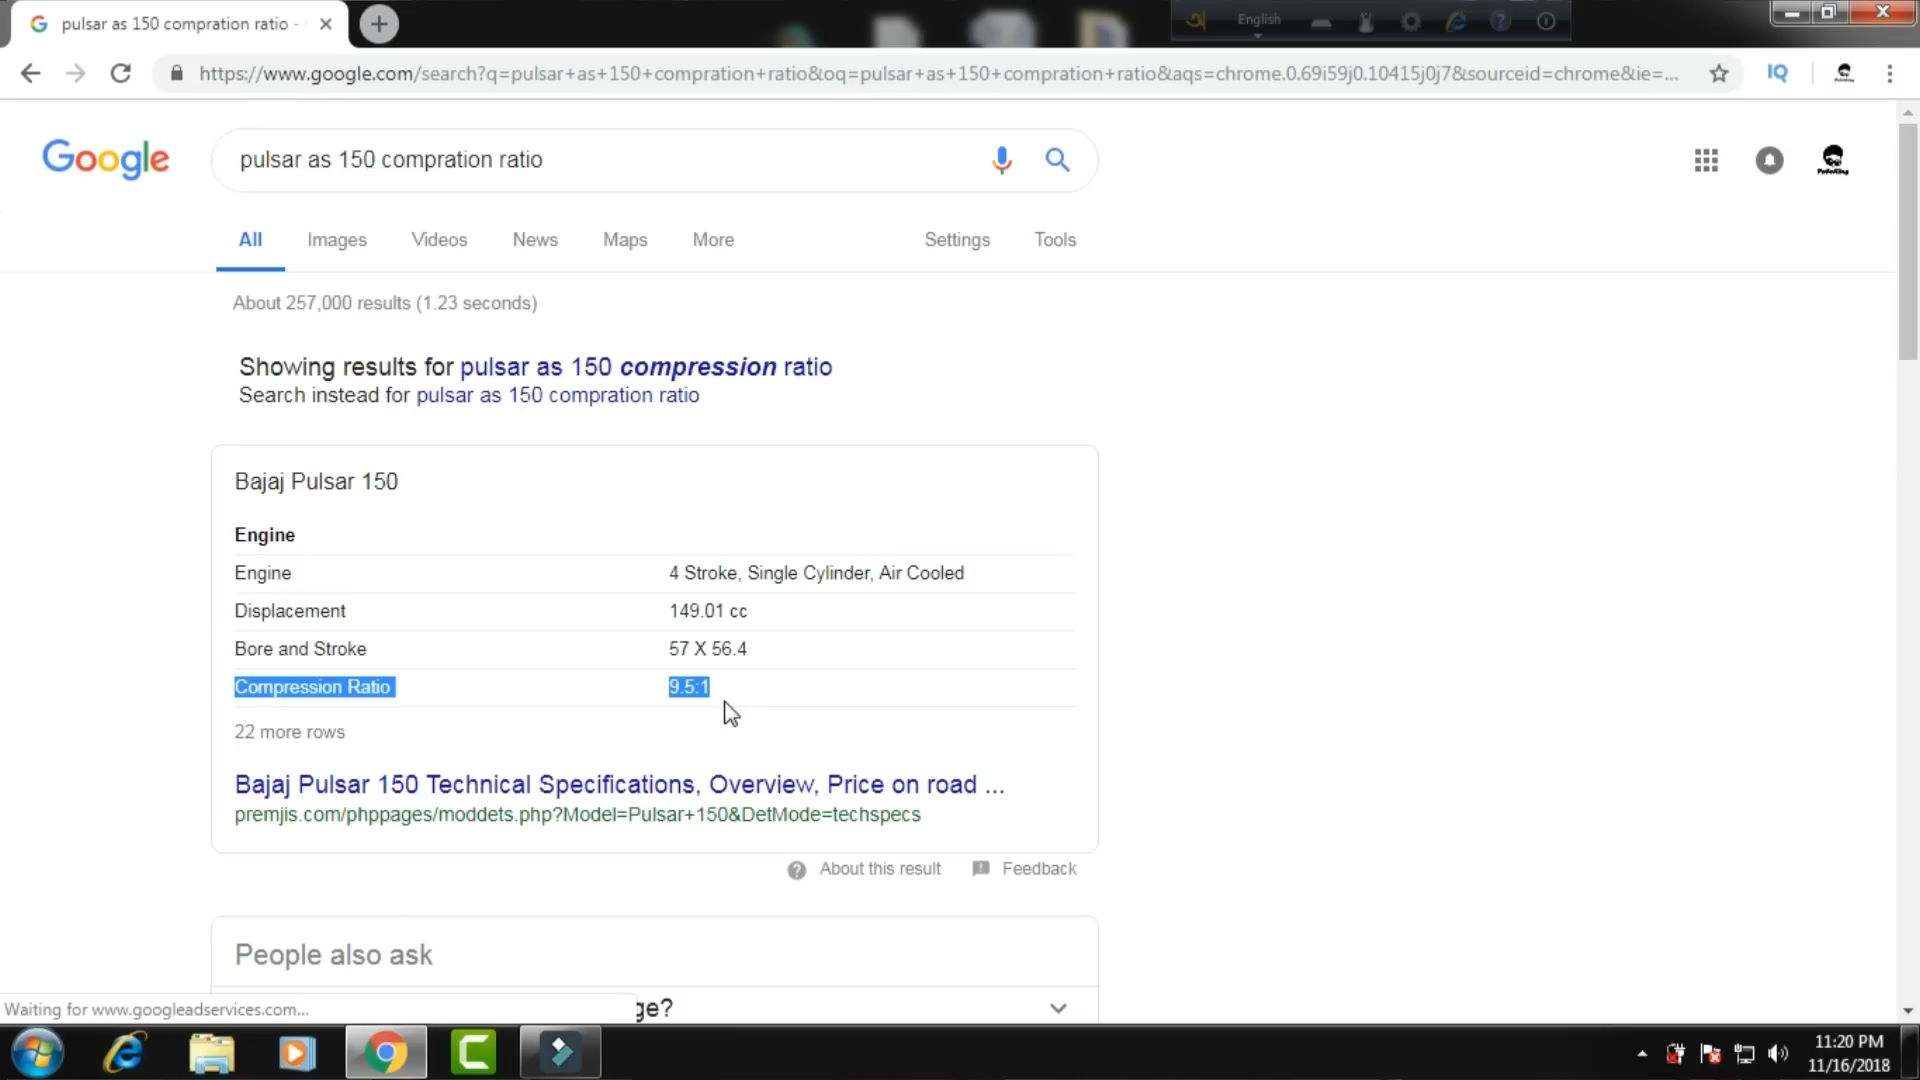 pulsar as 150 compration ratio -
English
https://www.google.com/search?q=pulsar+as+150+compration+ratio&oq=pulsar+as+150+compration+ratio&aqs=chrome.0.69i59j0.10415j0j7&sourceid=chrome&ie=...
IQ
Google
pulsar as 150 compration ratio
All
Images
Videos
News
Maps
More
Settings
Tools
About 257,000 results (1.23 seconds)
Showing results for pulsar as 150 compression ratio
Search instead for pulsar as 150 compration ratio
Bajaj Pulsar 150
Engine
Engine 4 Stroke, Single Cylinder, Air Cooled
Displacement 149.01 cc
Bore and Stroke 57 X 56.4
Compression Ratio 9.5:1
22 more rows
Bajaj Pulsar 150 Technical Specifications, Overview, Price on road ...
premjis.com/phppages/moddets.php?Model=Pulsar+150&DetMode=techspecs
About this result
Feedback
People also ask
ge?
Waiting for www.googleadservices.com...
11:20 PM
11/16/2018